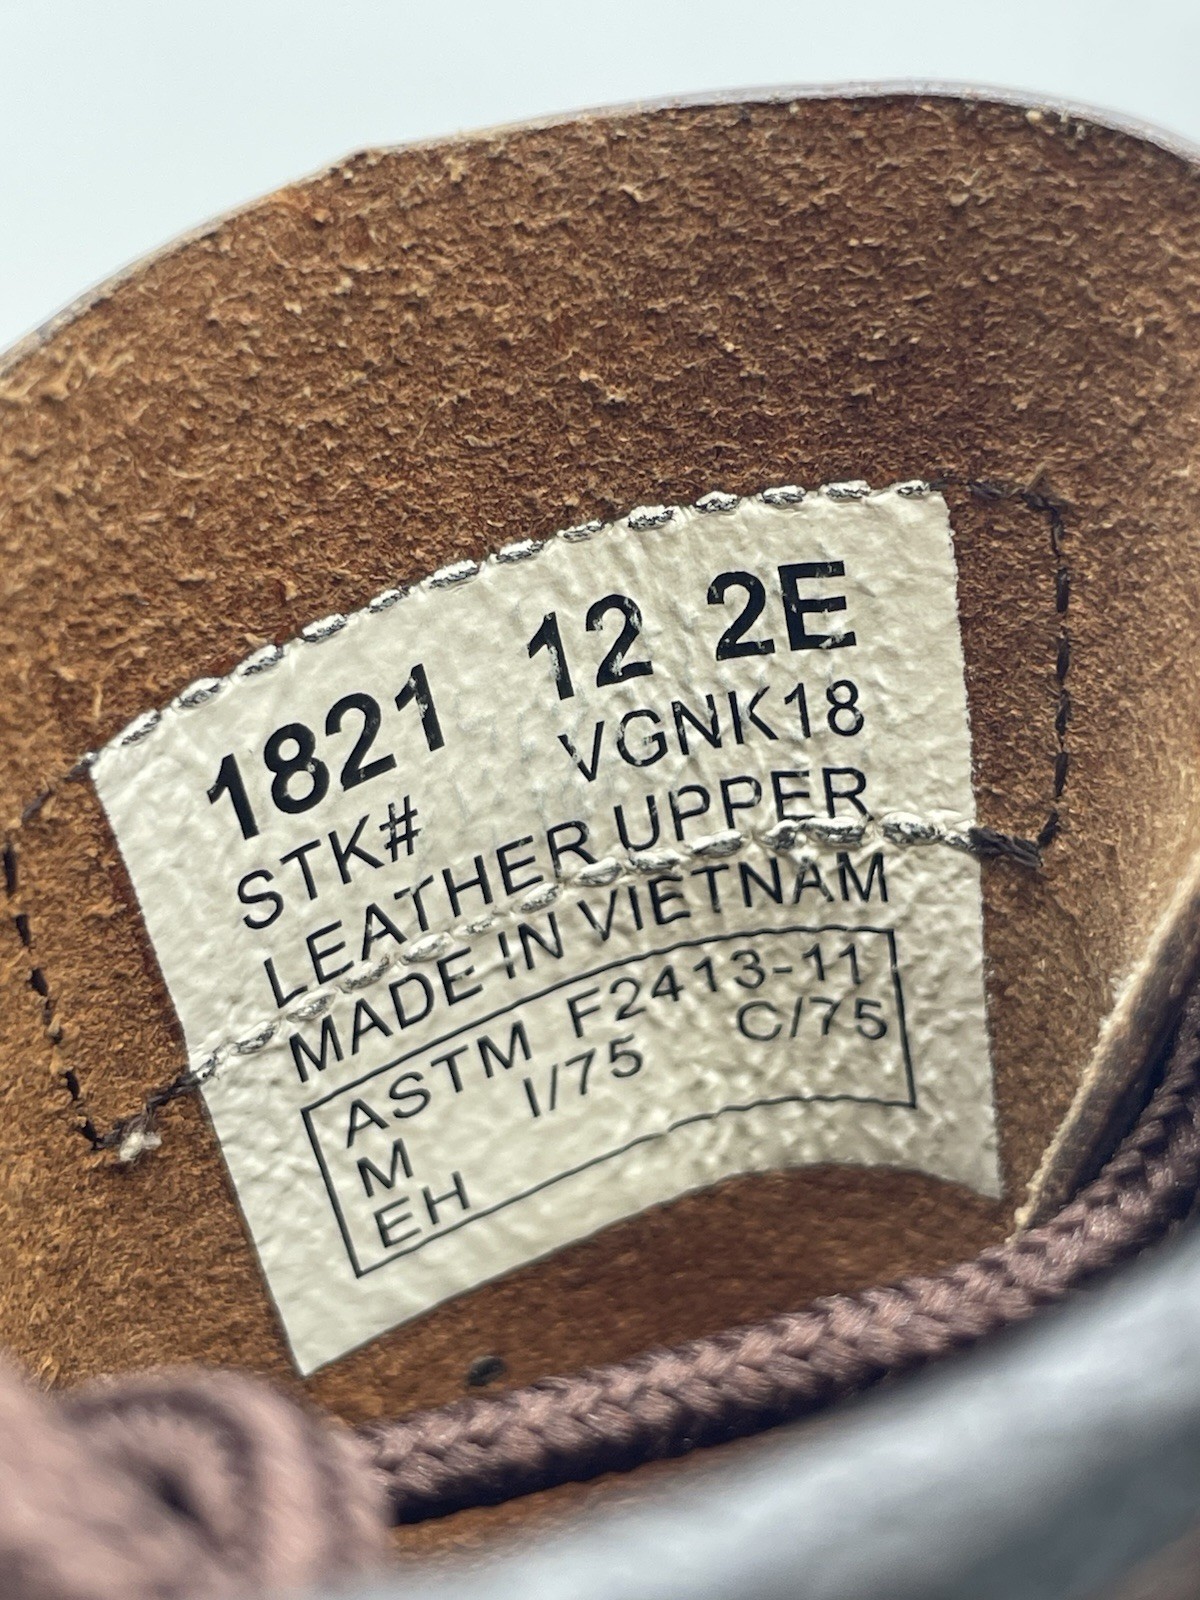 1821 12 2E
STK# VGNK18
LEATHER UPPER
MADE IN VIETNAM
ASTM F2413-11
M I/75 C/75
EH